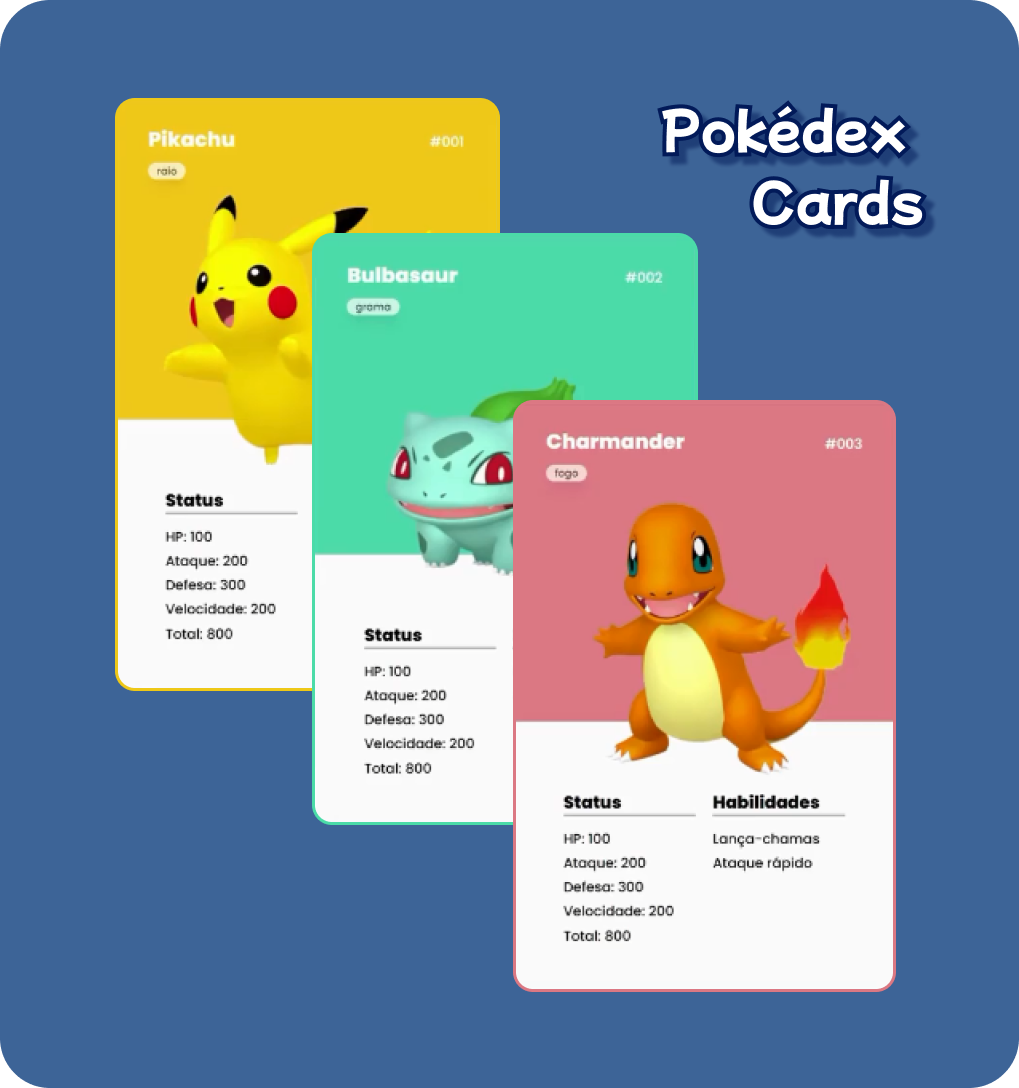 Pokédex
Cards
Pikachu
#001
raio
Status
HP: 100
Ataque: 200
Defesa: 300
Velocidade: 200
Total: 800
Bulbasaur
#002
grama
Status
HP: 100
Ataque: 200
Defesa: 300
Velocidade: 200
Total: 800
Charmander
#003
fogo
Status
HP: 100
Ataque: 200
Defesa: 300
Velocidade: 200
Total: 800
Habilidades
Lança-chamas
Ataque rápido